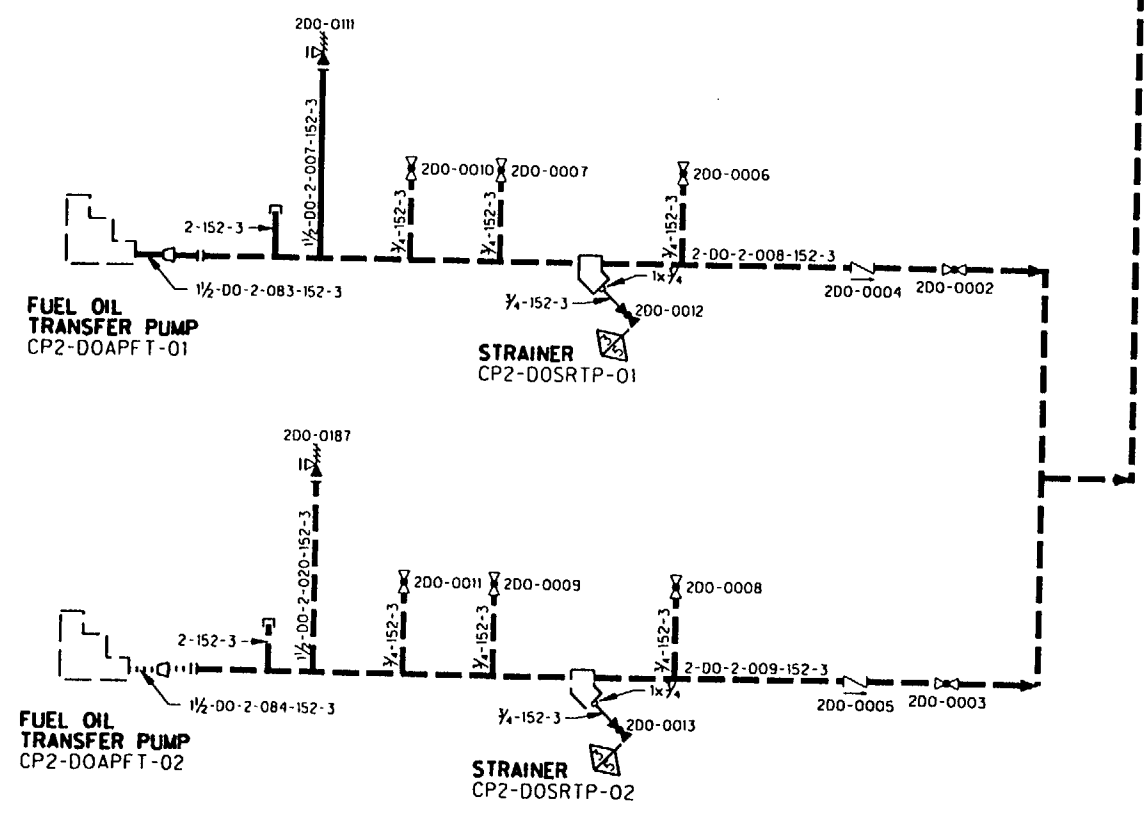 2DO-0111
1½-DO-2-007-152-3
2DO-0010
2DO-0007
2DO-0006
2-152-3
¾-152-3
¾-152-3
¾-152-3
2-DO-2-008-152-3
1x¾
1½-DO-2-083-152-3
¾-152-3
2DO-0012
2DO-0004
2DO-0002
FUEL OIL
TRANSFER PUMP
CP2-DOAPFT-01
STRAINER
CP2-DOSRTP-01
2DO-0187
1½-DO-2-020-152-3
2DO-0011
2DO-0009
2DO-0008
2-152-3
¾-152-3
¾-152-3
¾-152-3
2-DO-2-009-152-3
1x¾
1½-DO-2-084-152-3
¾-152-3
2DO-0013
2DO-0005
2DO-0003
FUEL OIL
TRANSFER PUMP
CP2-DOAPFT-02
STRAINER
CP2-DOSRTP-02